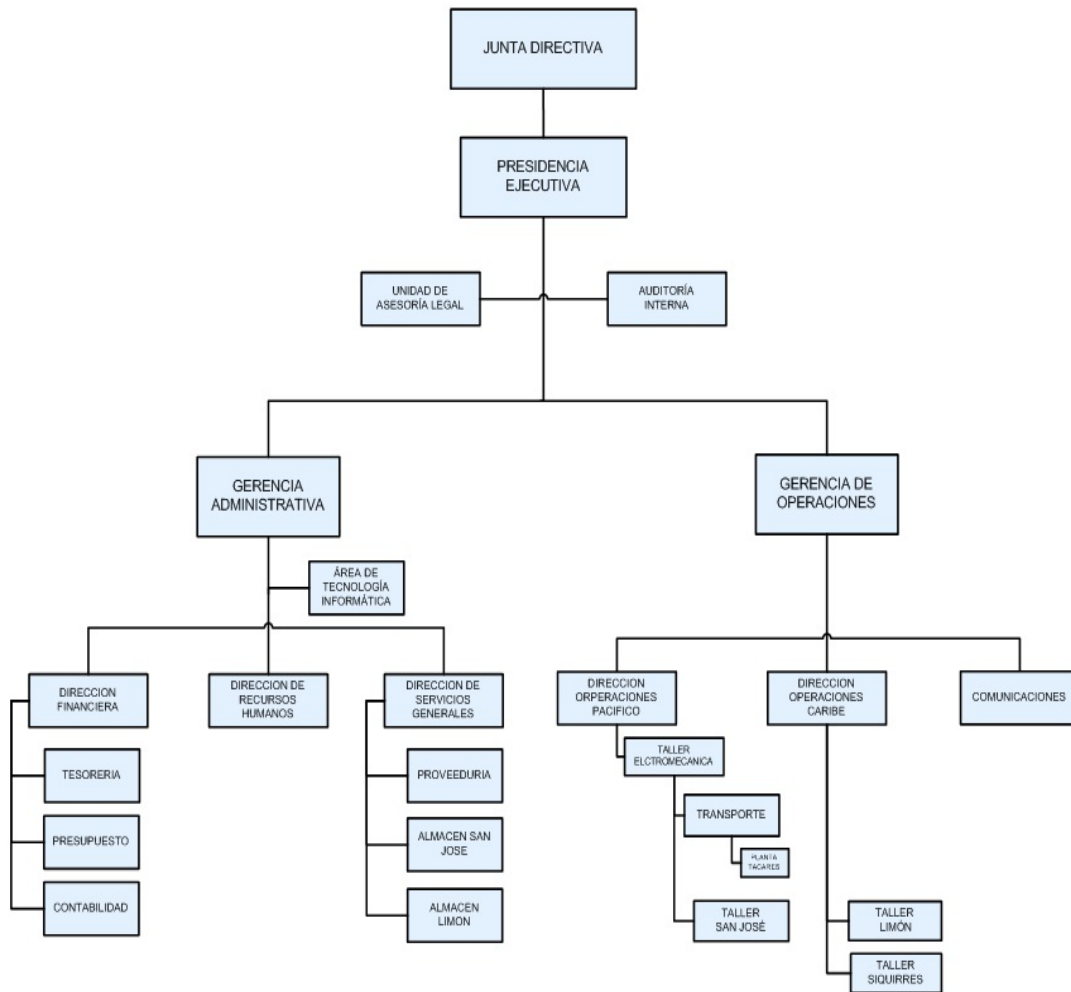 JUNTA DIRECTIVA
PRESIDENCIA
EJECUTIVA
UNIDAD DE
ASESORÍA LEGAL
AUDITORÍA
INTERNA
GERENCIA
ADMINISTRATIVA
GERENCIA DE
OPERACIONES
ÁREA DE
TECNOLOGÍA
INFORMÁTICA
DIRECCION
FINANCIERA
DIRECCION DE
RECURSOS
HUMANOS
DIRECCION DE
SERVICIOS
GENERALES
DIRECCION
ORPERACIONES
PACIFICO
DIRECCION
OPERACIONES
CARIBE
COMUNICACIONES
TESORERIA
PRESUPUESTO
CONTABILIDAD
PROVEEDURIA
ALMACEN SAN
JOSE
ALMACEN
LIMON
TALLER
ELCTROMECANICA
TRANSPORTE
PLANTA
TACARES
TALLER
SAN JOSÉ
TALLER
LIMÓN
TALLER
SIQUIRRES